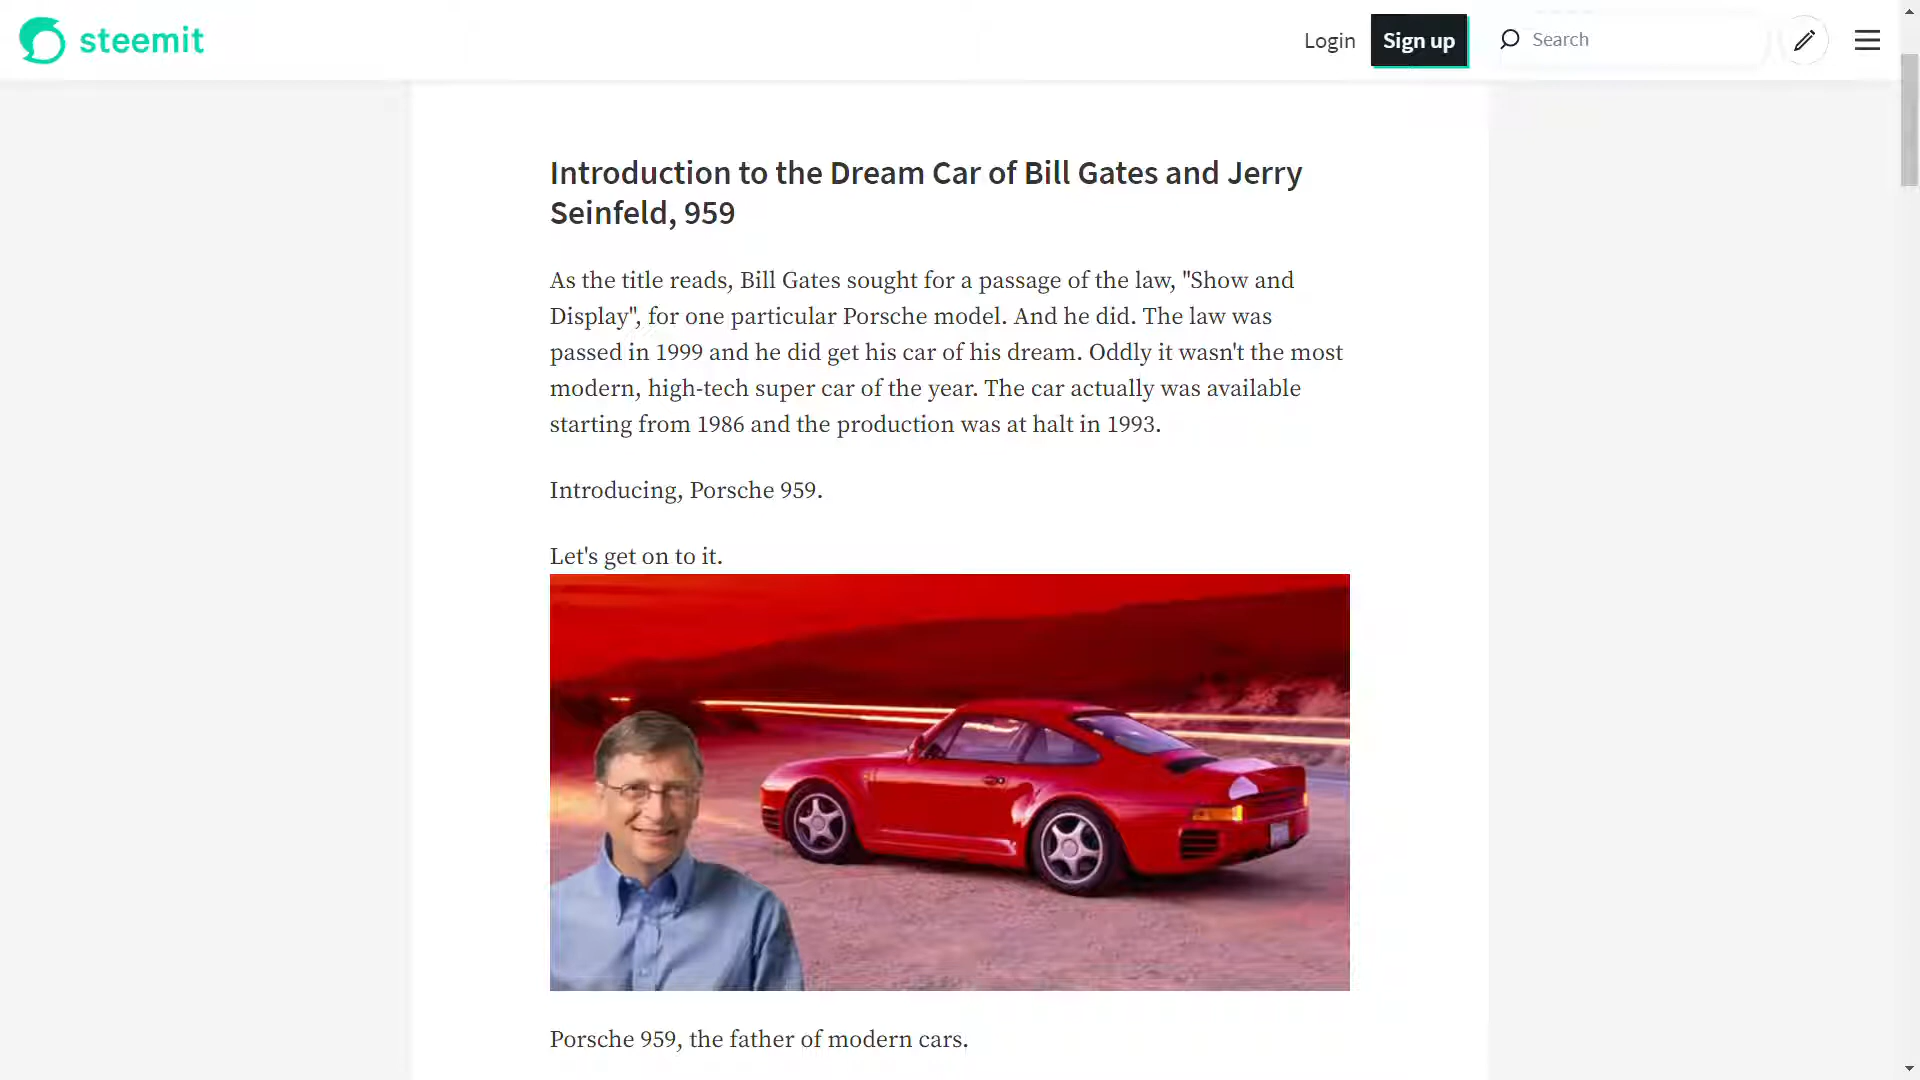 steemit
Login
Sign up
Search
Introduction to the Dream Car of Bill Gates and Jerry
Seinfeld, 959
As the title reads, Bill Gates sought for a passage of the law, "Show and
Display", for one particular Porsche model. And he did. The law was
passed in 1999 and he did get his car of his dream. Oddly it wasn't the most
modern, high-tech super car of the year. The car actually was available
starting from 1986 and the production was at halt in 1993.
Introducing, Porsche 959.
Let's get on to it.
Porsche 959, the father of modern cars.